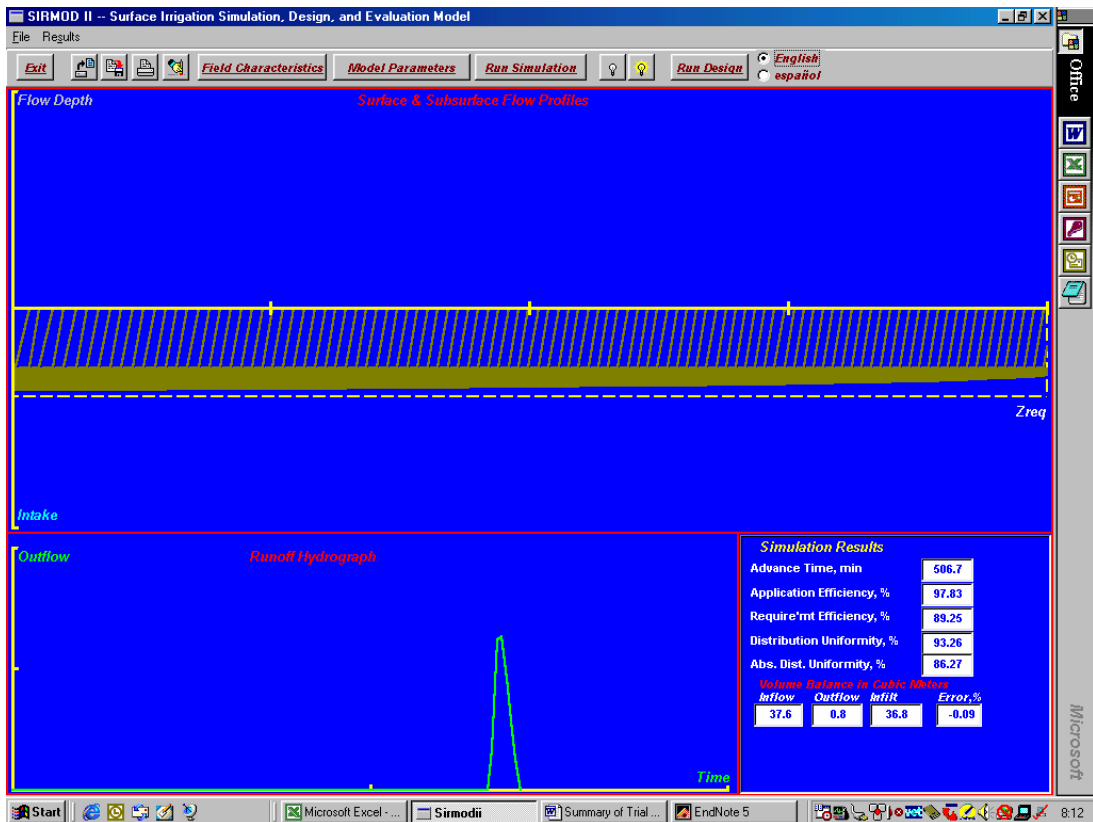 SIRMOD II -- Surface Irrigation Simulation, Design, and Evaluation Model
File Results
Exit Field Characteristics Model Parameters Run Simulation Run Design English
español
Office
Flow Depth Surface & Subsurface Flow Profiles
Zreq
Intake
Outflow Runoff Hydrograph
Time
Simulation Results
Advance Time, min 506.7
Application Efficiency, % 97.83
Require'mt Efficiency, % 89.25
Distribution Uniformity, % 93.26
Abs. Dist. Uniformity, % 86.27
Volume Balance in Cubic Meters
Inflow Outflow Infilt Error,%
37.6 0.8 36.8 -0.09
Microsoft
Start Microsoft Excel - ... Sirmodii Summary of Trial ... EndNote 5 8:12